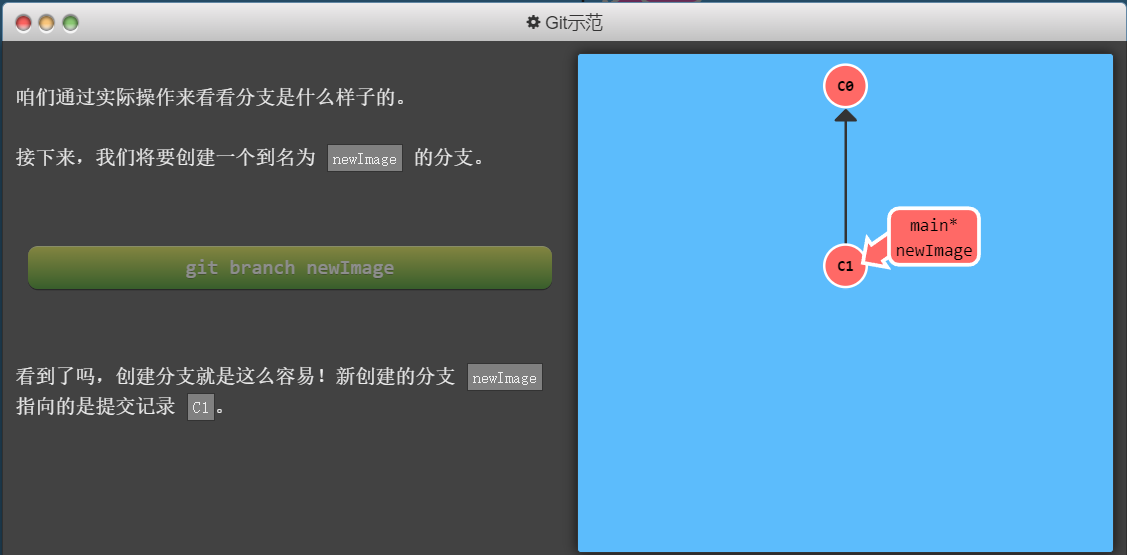 Git示范
咱们通过实际操作来看看分支是什么样子的。
接下来，我们将要创建一个到名为 newImage 的分支。
git branch newImage
看到了吗，创建分支就是这么容易！新创建的分支 newImage
指向的是提交记录 C1。
C0
main*
newImage
C1